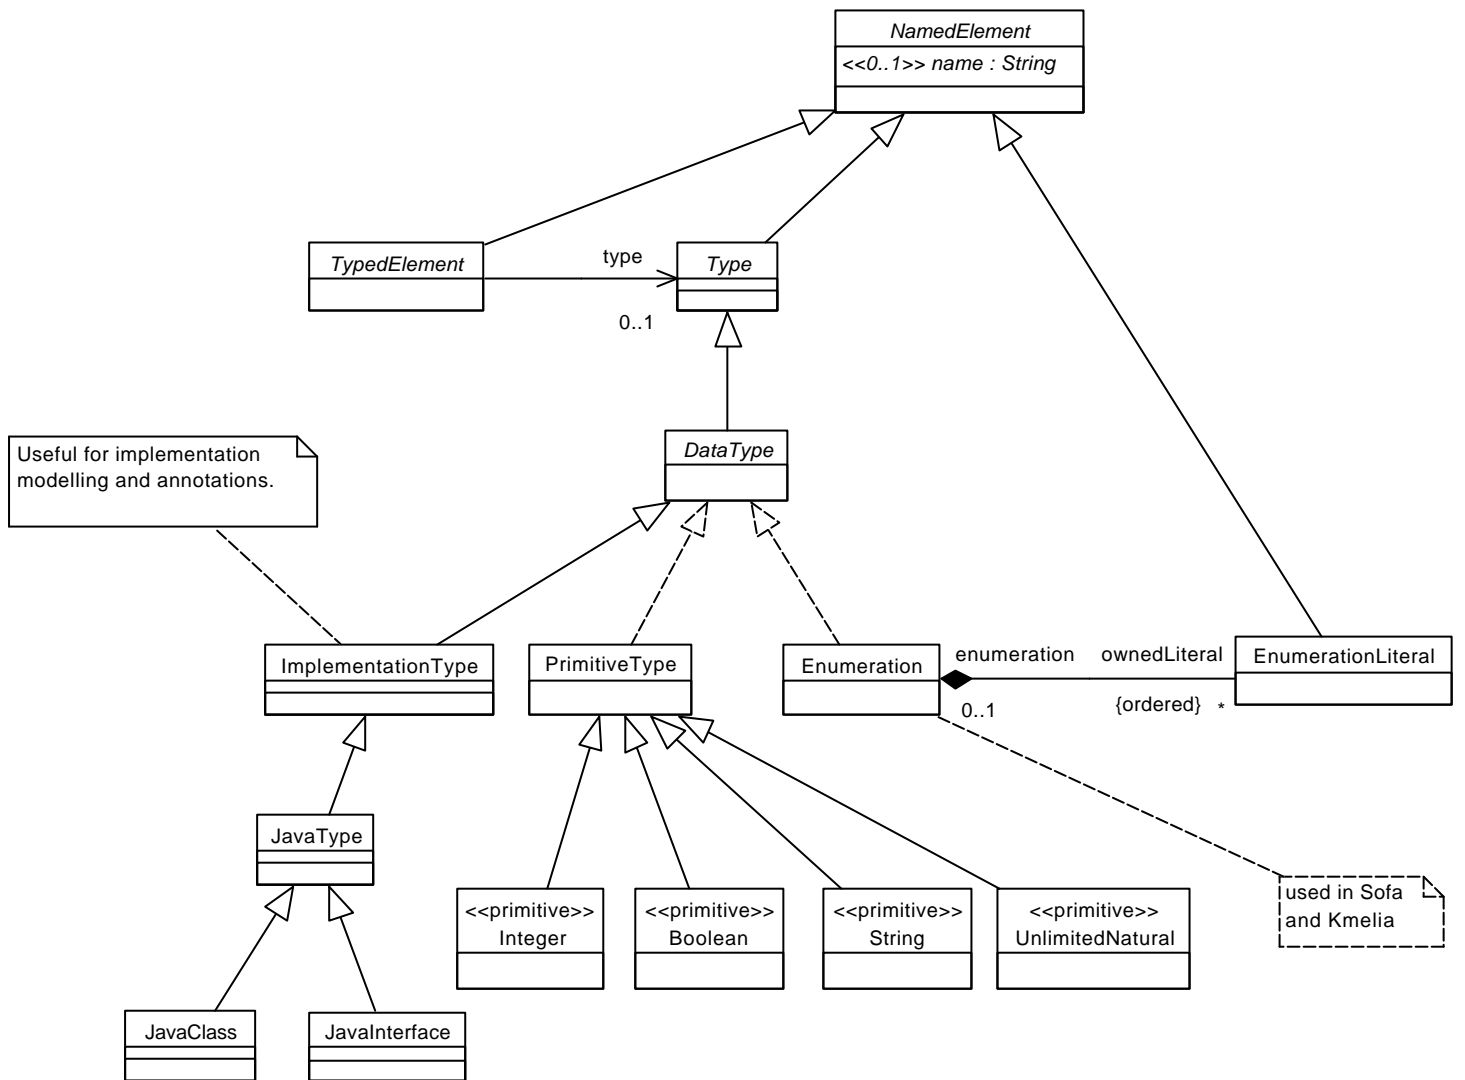 NamedElement
<<0..1>> name : String
TypedElement
type
Type
0..1
Useful for implementation
modelling and annotations.
DataType
ImplementationType
PrimitiveType
Enumeration
enumeration
ownedLiteral
EnumerationLiteral
0..1
{ordered}
*
JavaType
<<primitive>>
Integer
<<primitive>>
Boolean
<<primitive>>
String
<<primitive>>
UnlimitedNatural
used in Sofa
and Kmelia
JavaClass
JavaInterface